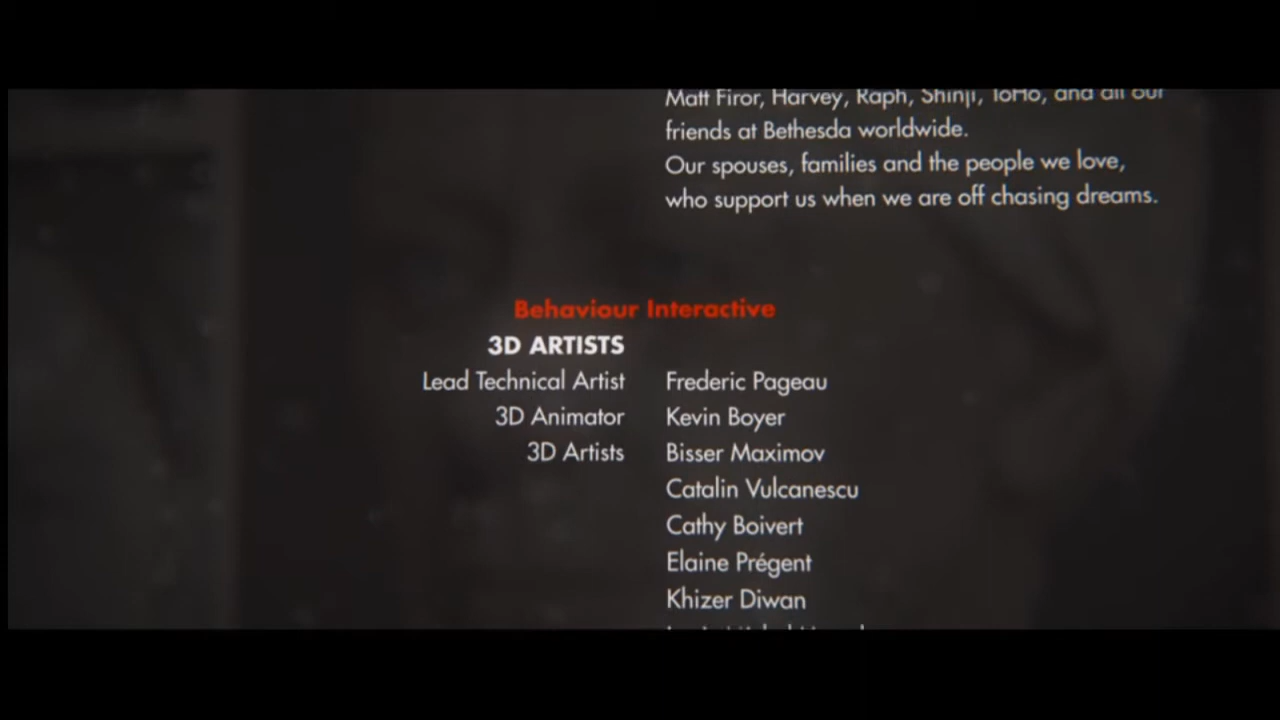 Matt Firor, Harvey, Raph, Shinji, ToHo, and all our
friends at Bethesda worldwide.
Our spouses, families and the people we love,
who support us when we are off chasing dreams.
Behaviour Interactive
3D ARTISTS
Lead Technical Artist Frederic Pageau
3D Animator Kevin Boyer
3D Artists Bisser Maximov
Catalin Vulcanescu
Cathy Boivert
Elaine Prégent
Khizer Diwan